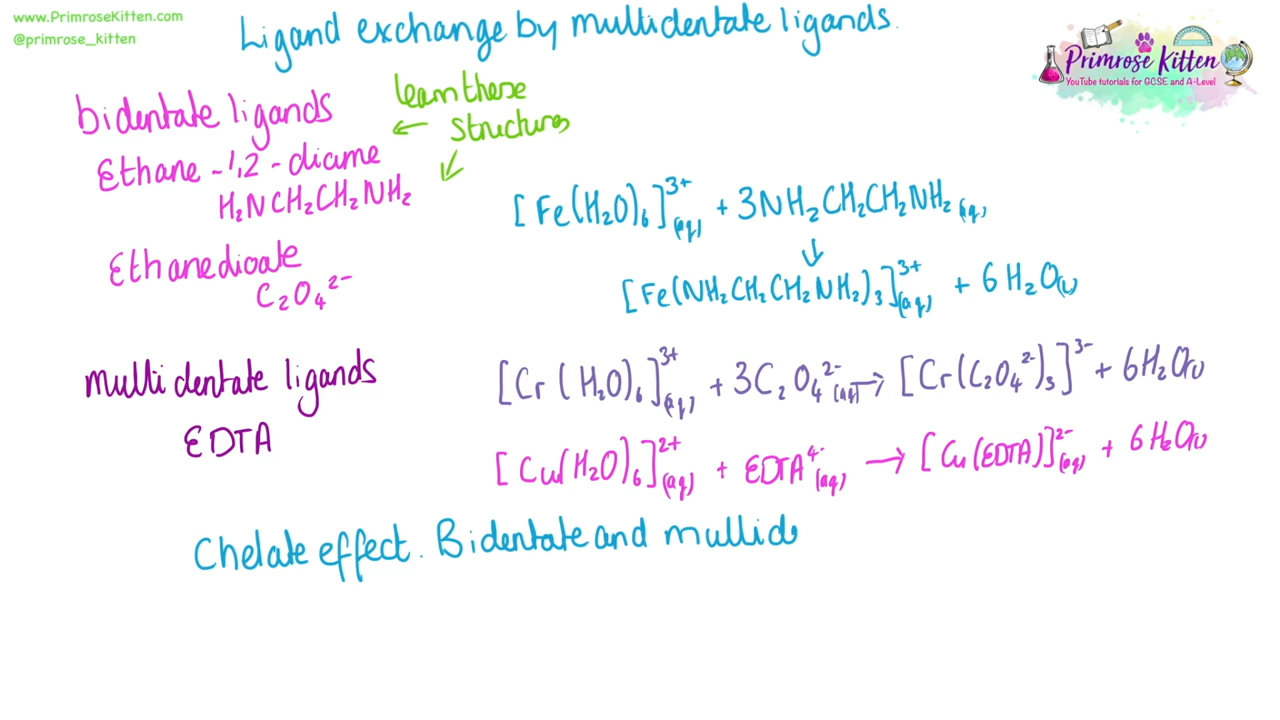 www.PrimroseKitten.com
@primrose_kitten
Ligand exchange by multidentate ligands.
Primrose Kitten
YouTube tutorials for GCSE and A-Level
bidentate ligands
learn these
structures
Ethane -1,2 - diame
H₂NCH₂CH₂NH₂
Ethanedioate
C₂O₄²⁻
[Fe(H₂O)₆]³⁺(aq) + 3NH₂CH₂CH₂NH₂(aq)
↓
[Fe(NH₂CH₂CH₂NH₂)₃]³⁺(aq) + 6H₂O(l)
multidentate ligands
EDTA
[Cr(H₂O)₆]³⁺(aq) + 3C₂O₄²⁻(aq) → [Cr(C₂O₄²⁻)₃]³⁻ + 6H₂O(l)
[Cu(H₂O)₆]²⁺(aq) + EDTA⁴⁻(aq) → [Cu(EDTA)]²⁻(aq) + 6H₂O(l)
Chelate effect. Bidentate and multide